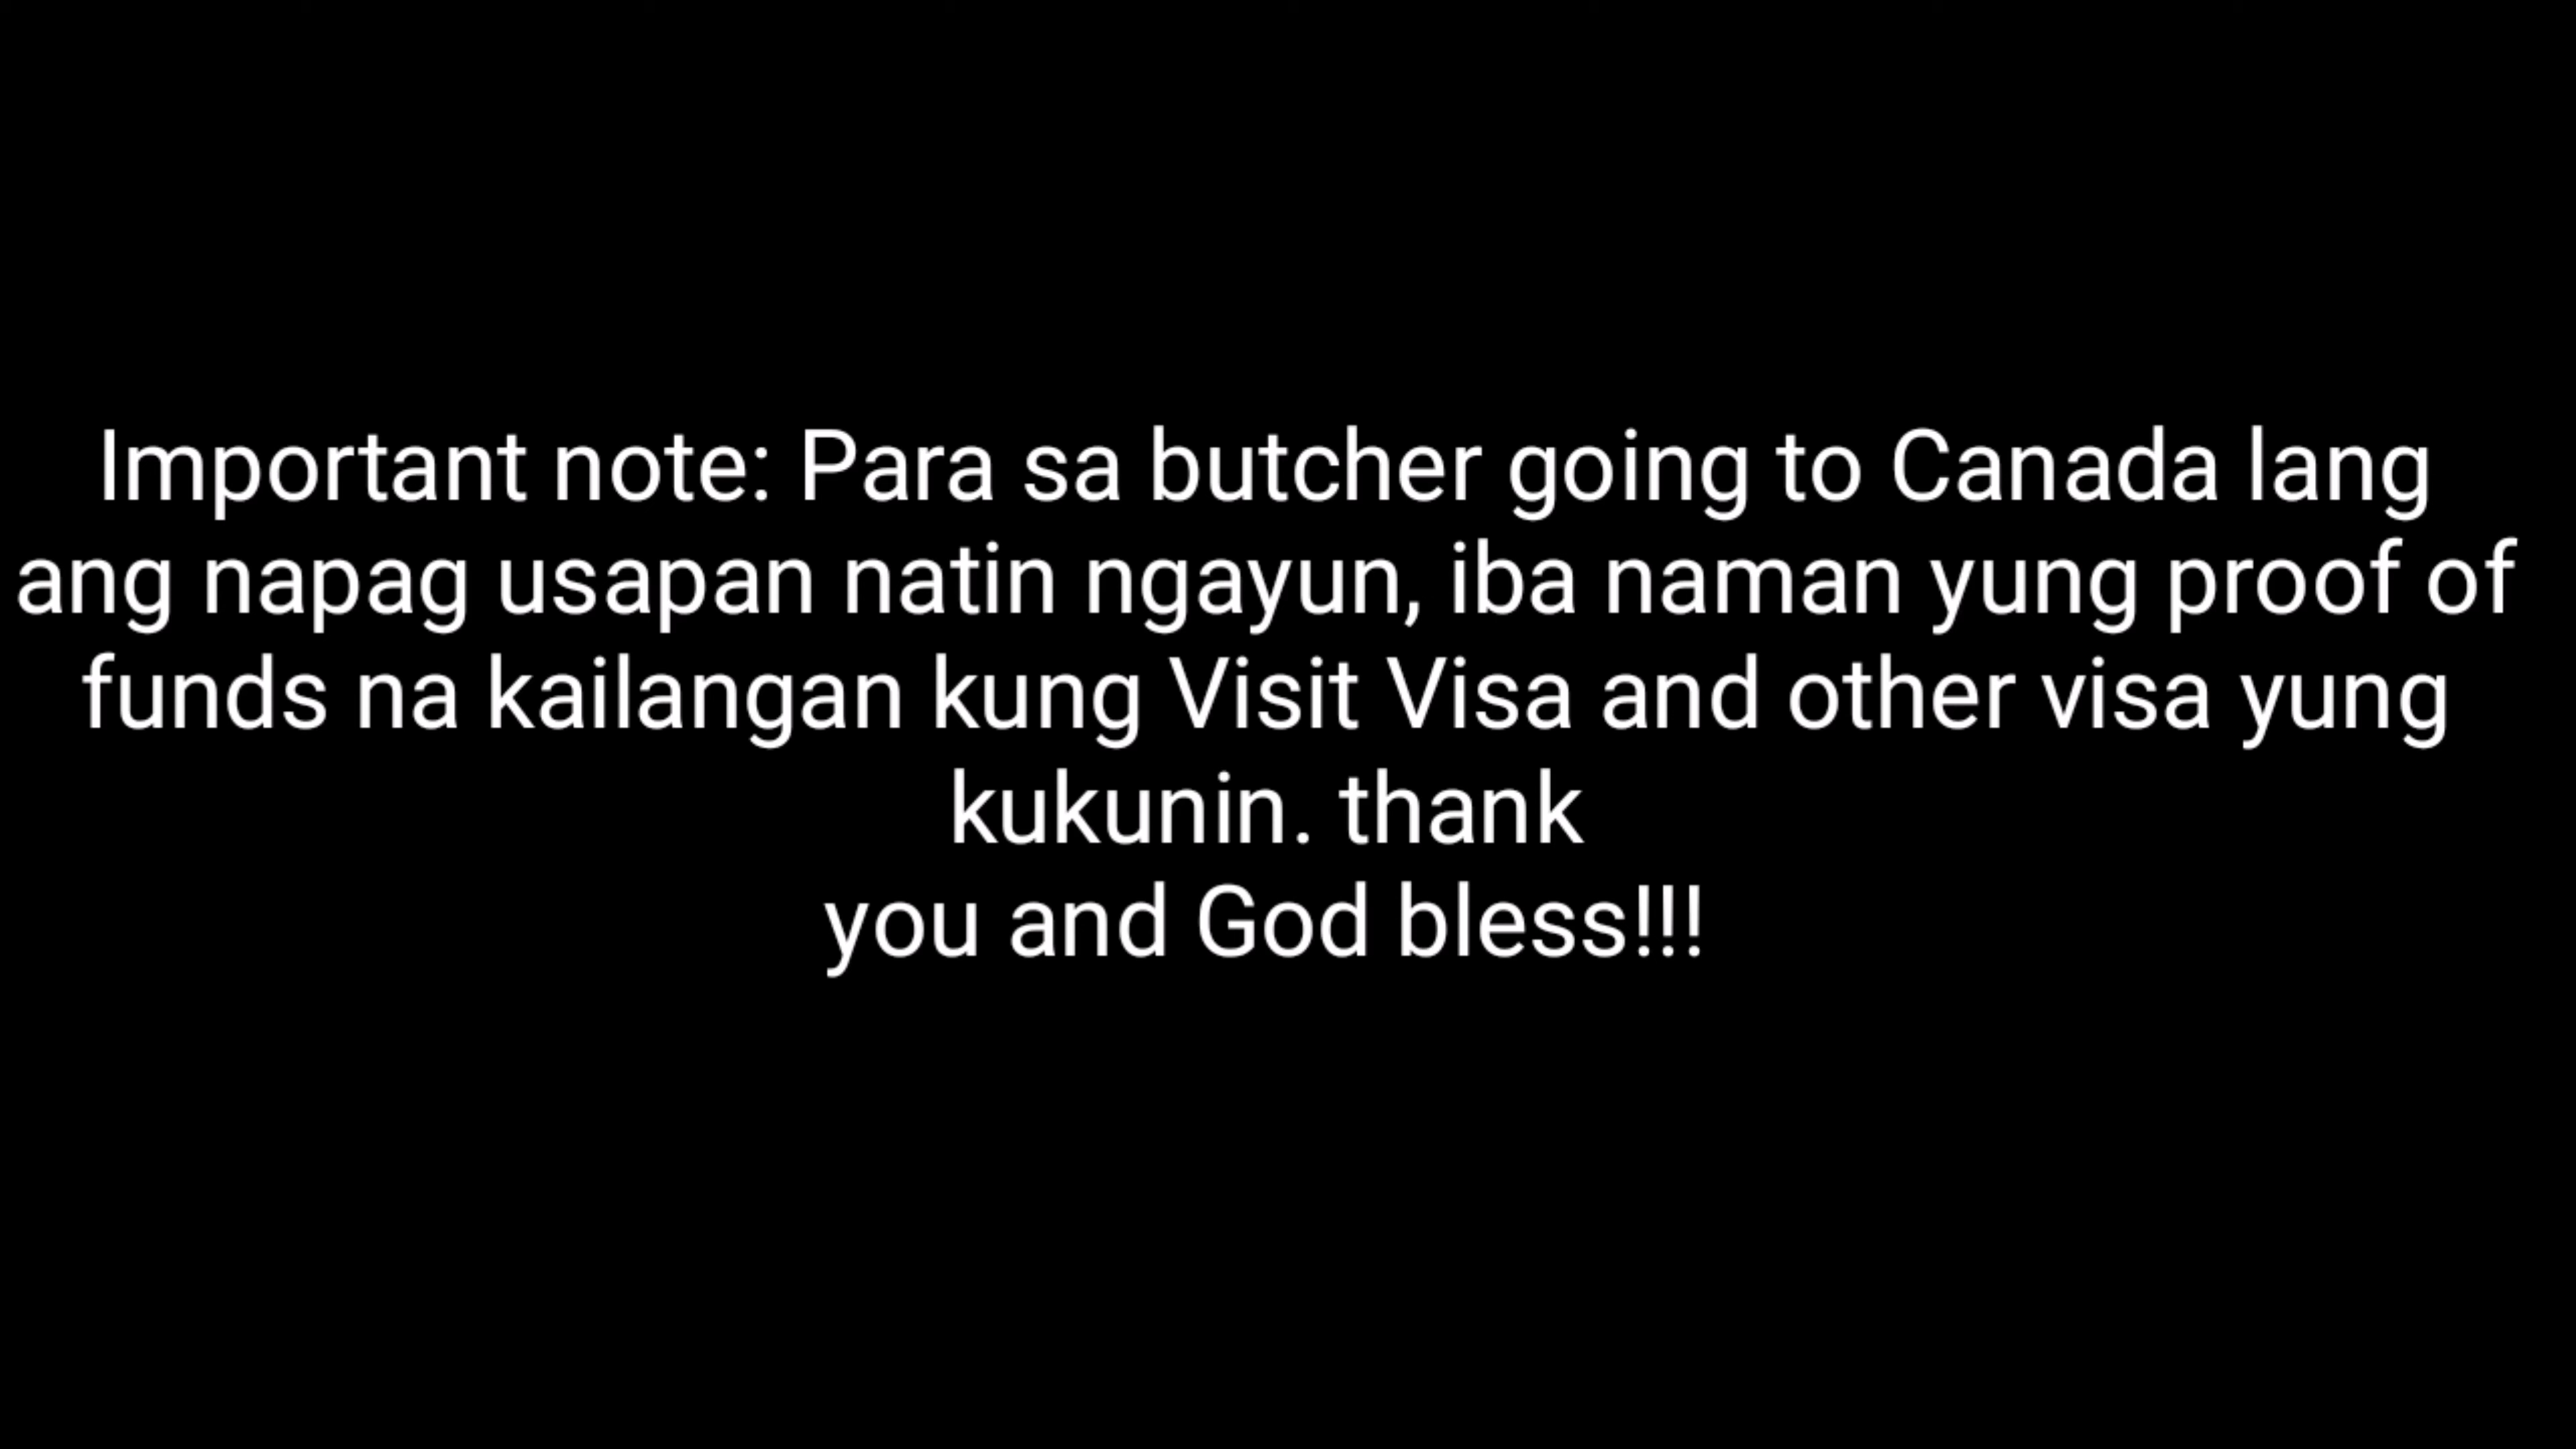 Important note: Para sa butcher going to Canada lang
ang napag usapan natin ngayun, iba naman yung proof of
funds na kailangan kung Visit Visa and other visa yung
kukunin. thank
you and God bless!!!